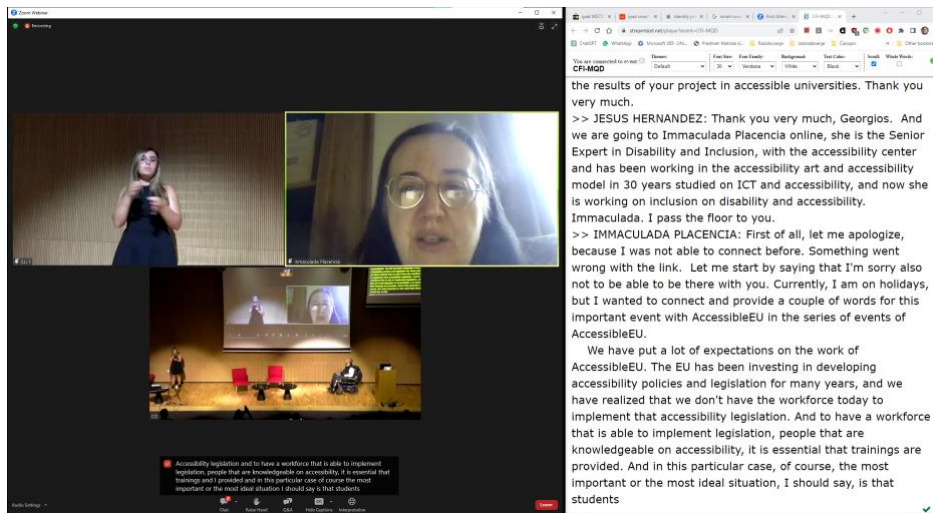 Zoom Webinar
Recording
Immaculada Placencia
Accessibility legislation and to have a workforce that is able to implement
legislation, people that are knowledgeable on accessibility, it is essential that
trainings and I provided and in this particular case of course the most
important or the most ideal situation I should say is that students
Audio Settings
Chat
Raise Hand
Q&A
Hide Captions
Interpretation
Leave
CFI-MQD
streamtext.net/player?event=CFI-MQD
ChatGPT
WhatsApp
Other bookmarks
You are connected to event
CFI-MQD
Themes:
Default
Font Size:
20
Font Family:
Verdana
Background:
White
Text Color:
Black
Scroll:
Whole Words:
the results of your project in accessible universities. Thank you
very much.
>> JESUS HERNANDEZ: Thank you very much, Georgios. And
we are going to Immaculada Placencia online, she is the Senior
Expert in Disability and Inclusion, with the accessibility center
and has been working in the accessibility art and accessibility
model in 30 years studied on ICT and accessibility, and now she
is working on inclusion on disability and accessibility.
Immaculada. I pass the floor to you.
>> IMMACULADA PLACENCIA: First of all, let me apologize,
because I was not able to connect before. Something went
wrong with the link. Let me start by saying that I'm sorry also
not to be able to be there with you. Currently, I am on holidays,
but I wanted to connect and provide a couple of words for this
important event with AccessibleEU in the series of events of
AccessibleEU.
We have put a lot of expectations on the work of
AccessibleEU. The EU has been investing in developing
accessibility policies and legislation for many years, and we
have realized that we don't have the workforce today to
implement that accessibility legislation. And to have a workforce
that is able to implement legislation, people that are
knowledgeable on accessibility, it is essential that trainings are
provided. And in this particular case, of course, the most
important or the most ideal situation, I should say, is that
students